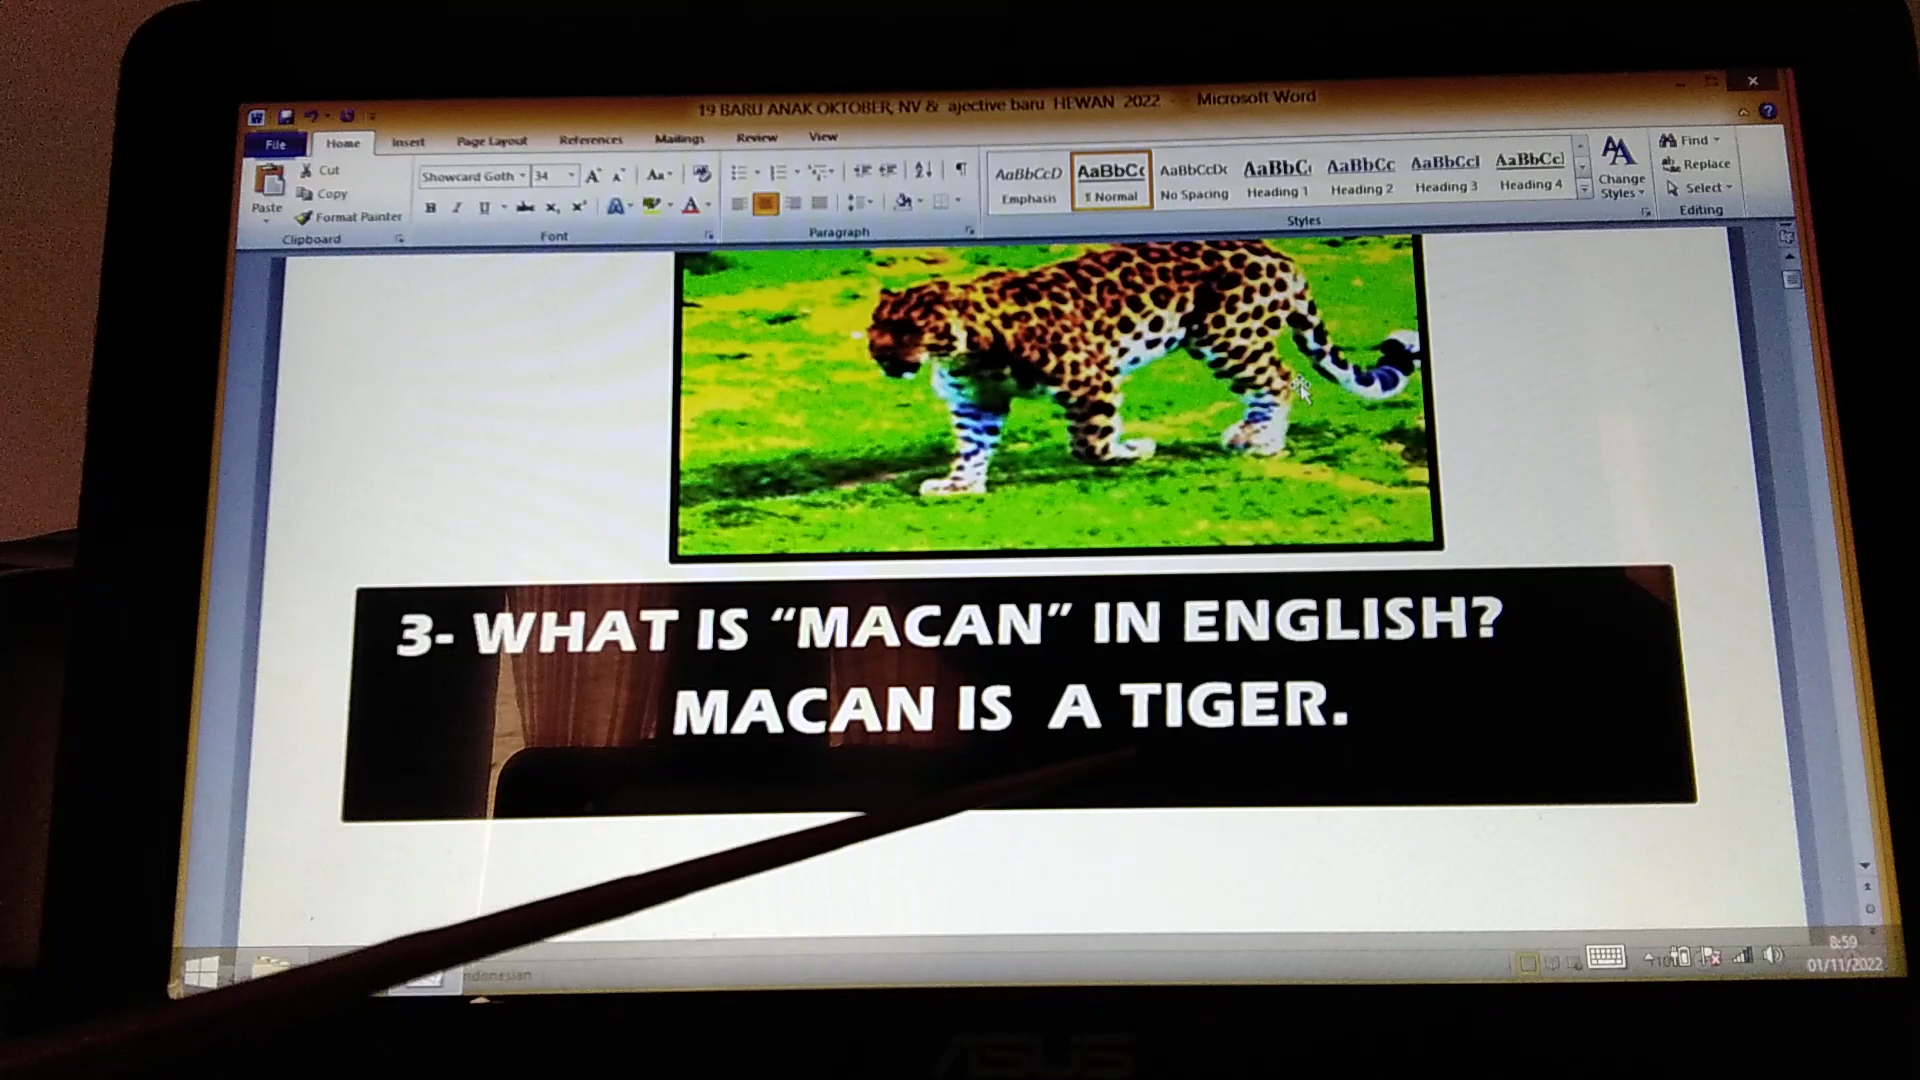 19 BARU ANAK OKTOBER, NV & ajective baru HEWAN 2022 - Microsoft Word
File Home Insert Page Layout References Mailings Review View
Paste
Cut
Copy
Format Painter
Clipboard
Showcard Goth 34
Font
Paragraph
AaBbCcD Emphasis
AaBbCc ¶ Normal
AaBbCcDc No Spacing
AaBbC Heading 1
AaBbCc Heading 2
AaBbCcI Heading 3
AaBbCc Heading 4
Change Styles
Styles
Find
Replace
Select
Editing
3- WHAT IS “MACAN” IN ENGLISH?
MACAN IS A TIGER.
ndonesian
8:59
01/11/2022
ASUS